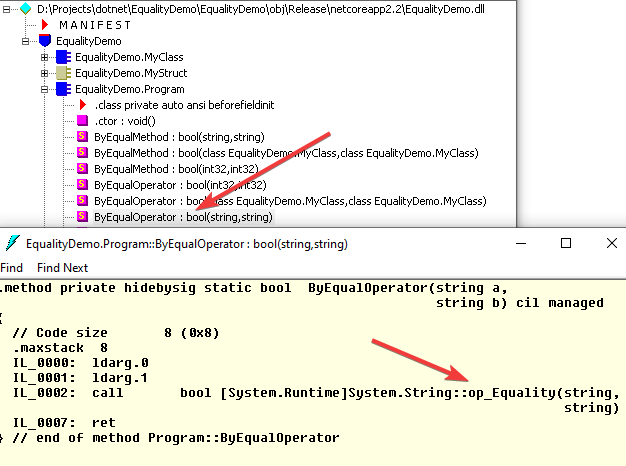 D:\Projects\dotnet\EqualityDemo\EqualityDemo\obj\Release\netcoreapp2.2\EqualityDemo.dll
M A N I F E S T
EqualityDemo
EqualityDemo.MyClass
EqualityDemo.MyStruct
EqualityDemo.Program
.class private auto ansi beforefieldinit
.ctor : void()
ByEqualMethod : bool(string,string)
ByEqualMethod : bool(class EqualityDemo.MyClass,class EqualityDemo.MyClass)
ByEqualMethod : bool(int32,int32)
ByEqualOperator : bool(int32,int32)
ByEqualOperator : bool(class EqualityDemo.MyClass,class EqualityDemo.MyClass)
ByEqualOperator : bool(string,string)
EqualityDemo.Program::ByEqualOperator : bool(string,string)
Find Find Next
.method private hidebysig static bool ByEqualOperator(string a,
string b) cil managed
{
// Code size 8 (0x8)
.maxstack 8
IL_0000: ldarg.0
IL_0001: ldarg.1
IL_0002: call bool [System.Runtime]System.String::op_Equality(string,
string)
IL_0007: ret
} // end of method Program::ByEqualOperator